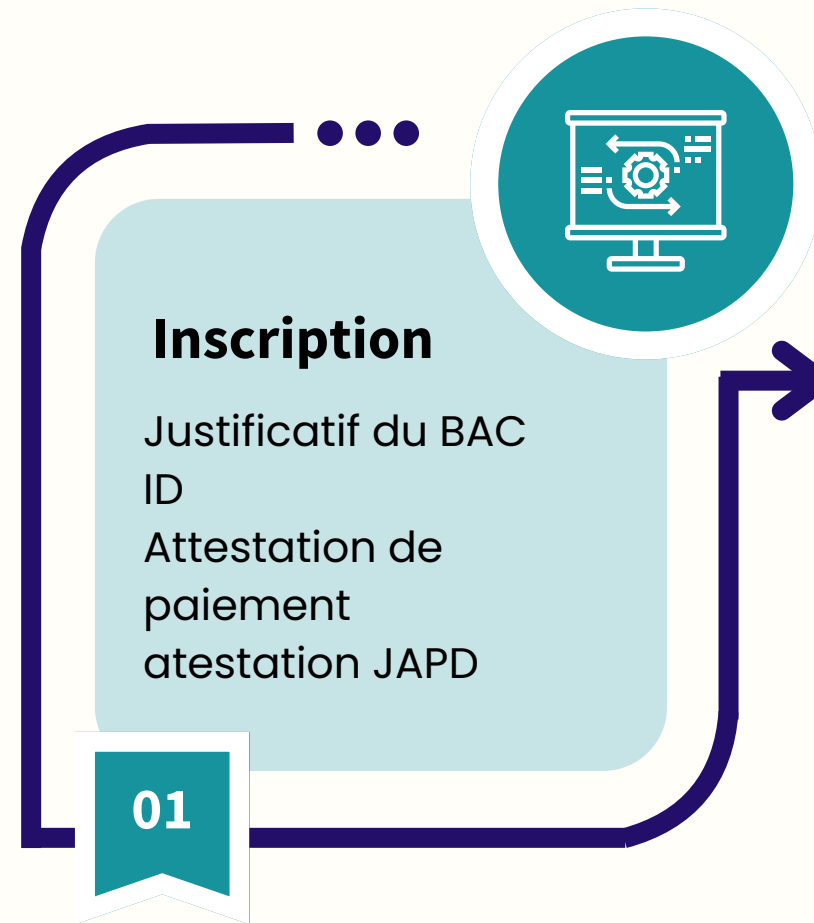 Inscription
Justificatif du BAC
ID
Attestation de
paiement
atestation JAPD
01